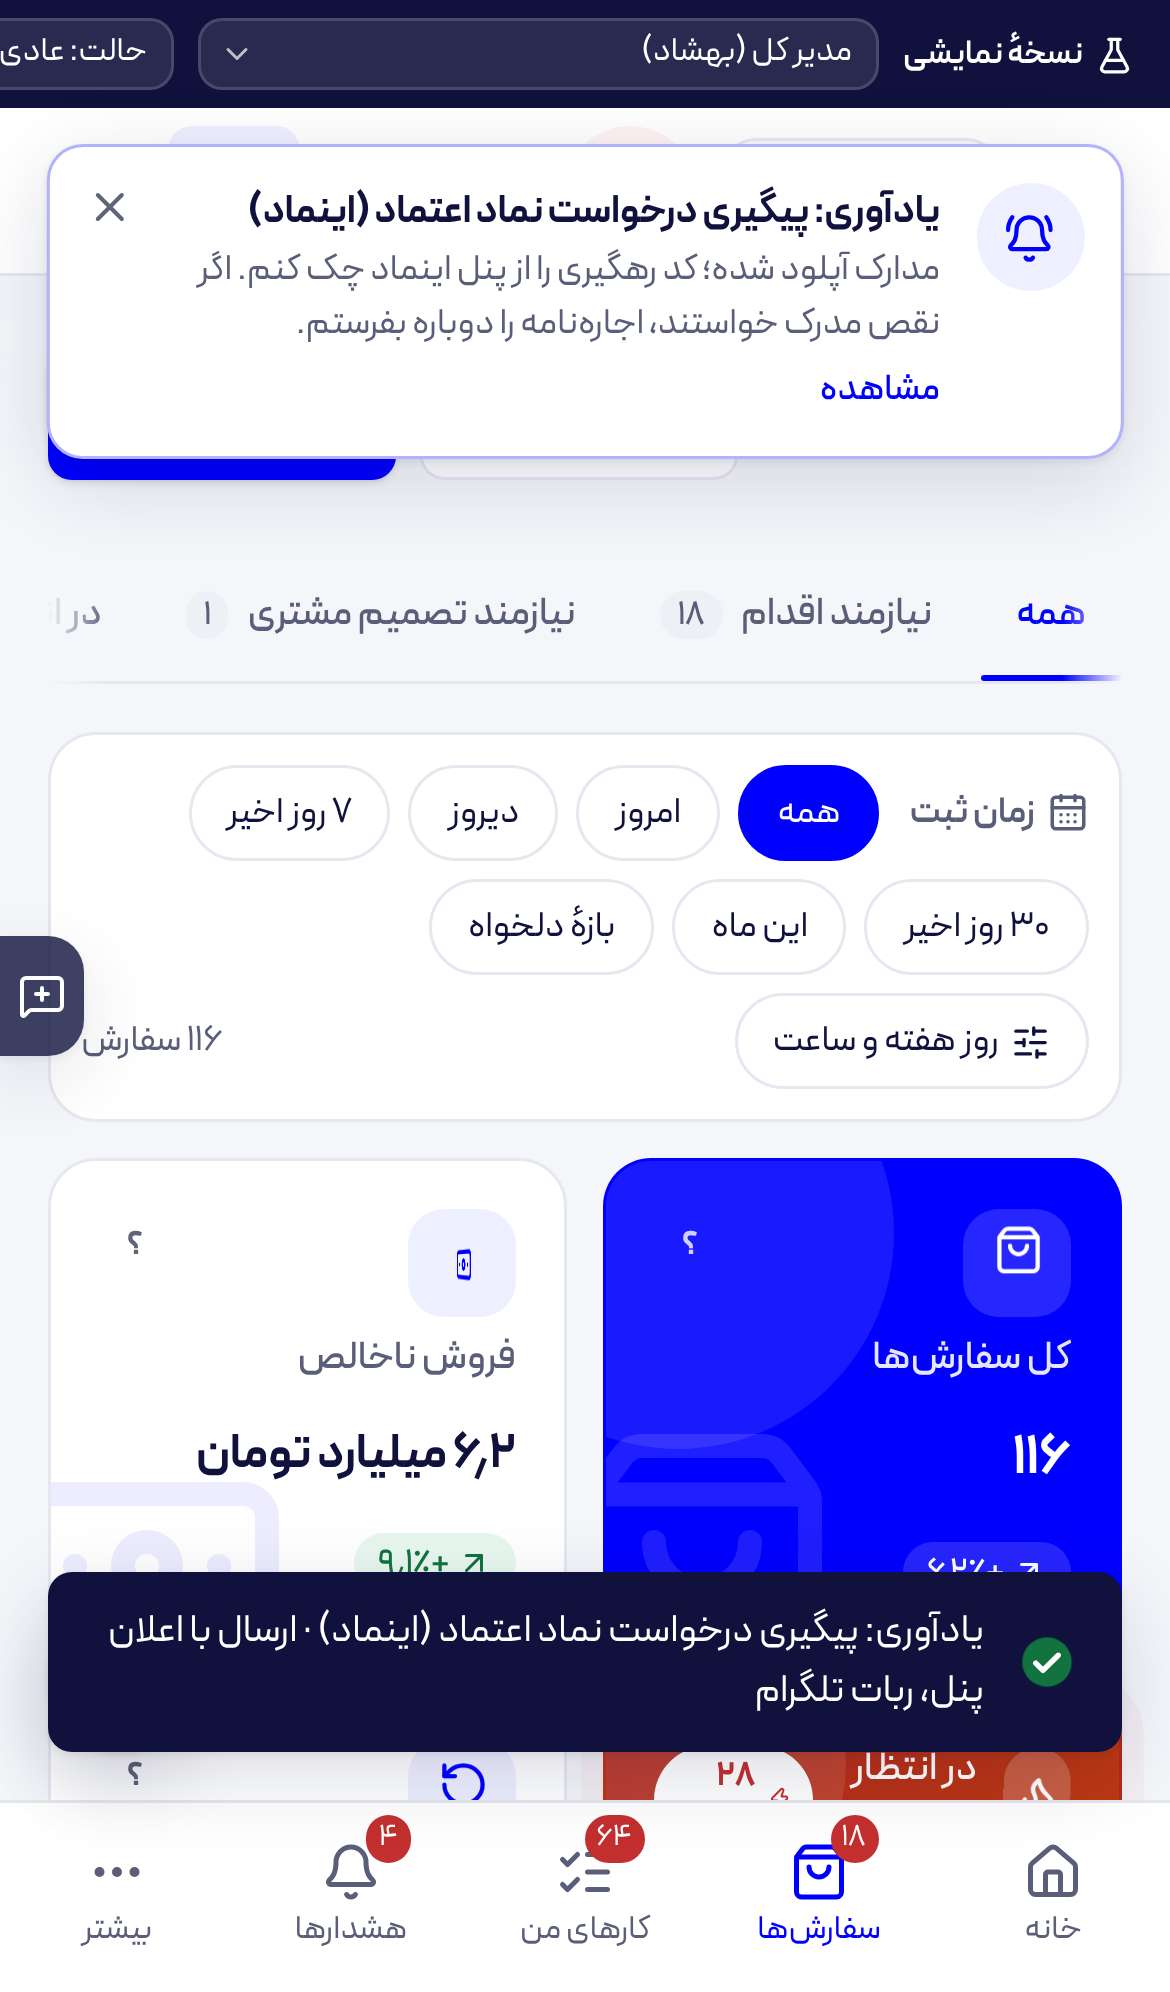 نسخهٔ نمایشی
مدیر کل (بهشاد)
حالت: عادی
یادآوری: پیگیری درخواست نماد اعتماد (اینماد)
مدارک آپلود شده؛ کد رهگیری را از پنل اینماد چک کنم. اگر
نقص مدرک خواستند، اجاره‌نامه را دوباره بفرستم.
مشاهده
همه
نیازمند اقدام ۱۸
نیازمند تصمیم مشتری ۱
در
زمان ثبت
همه
امروز
دیروز
۷ روز اخیر
۳۰ روز اخیر
این ماه
بازهٔ دلخواه
روز هفته و ساعت
۱۱۶ سفارش
؟
کل سفارش‌ها
۱۱۶
؟
فروش ناخالص
۶٫۲ میلیارد تومان
+۹٫۱٪
یادآوری: پیگیری درخواست نماد اعتماد (اینماد) · ارسال با اعلان
پنل، ربات تلگرام
در انتظار
۲۸
؟
خانه
سفارش‌ها ۱۸
کارهای من ۶۴
هشدارها ۴
بیشتر